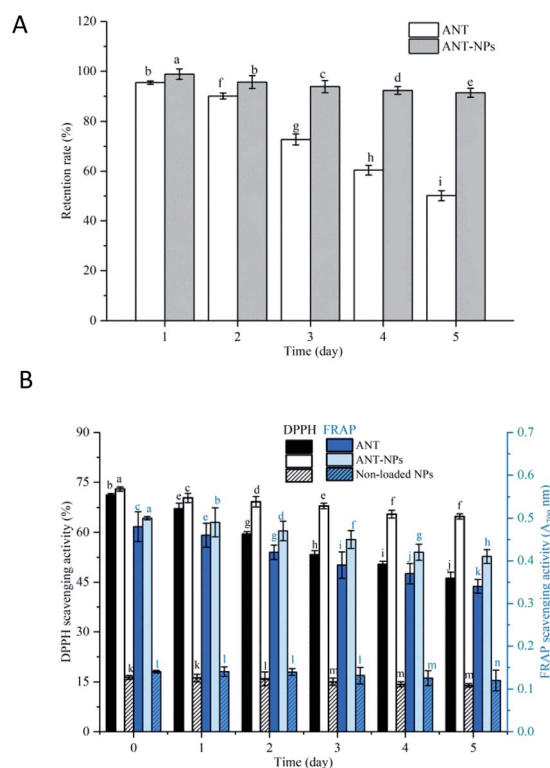 A
120
100
80
60
40
20
0
Retention rate (%)
ANT
ANT-NPs
b a
f b
g c
h d
i e
1 2 3 4 5
Time (day)
B
90
75
60
45
30
15
0
DPPH scavenging activity (%)
DPPH FRAP
ANT
ANT-NPs
Non-loaded NPs
0.7
0.6
0.5
0.4
0.3
0.2
0.1
0.0
FRAP scavenging activity (A700 nm)
b a k c a l
e c k e b l
g d l g d l
h e m i f l
i f m j g m
j f m k h n
0 1 2 3 4 5
Time (day)